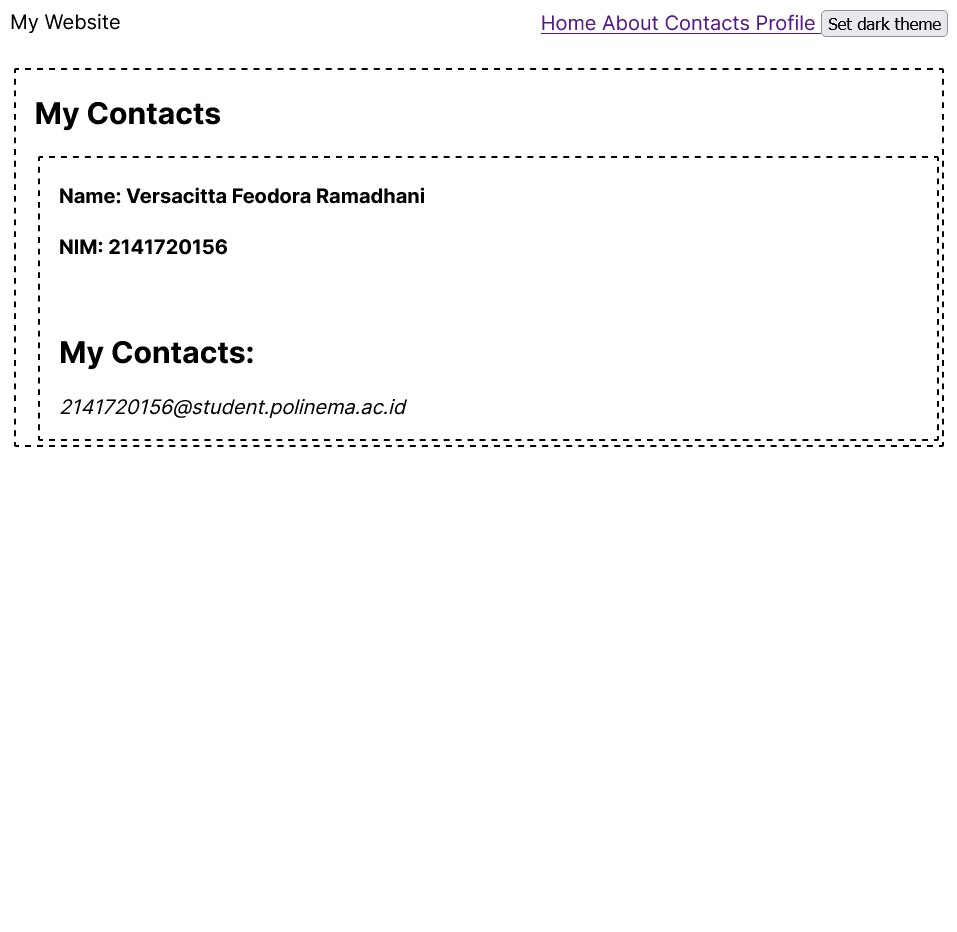 My Website
Home About Contacts Profile Set dark theme
My Contacts
Name: Versacitta Feodora Ramadhani
NIM: 2141720156
My Contacts:
2141720156@student.polinema.ac.id